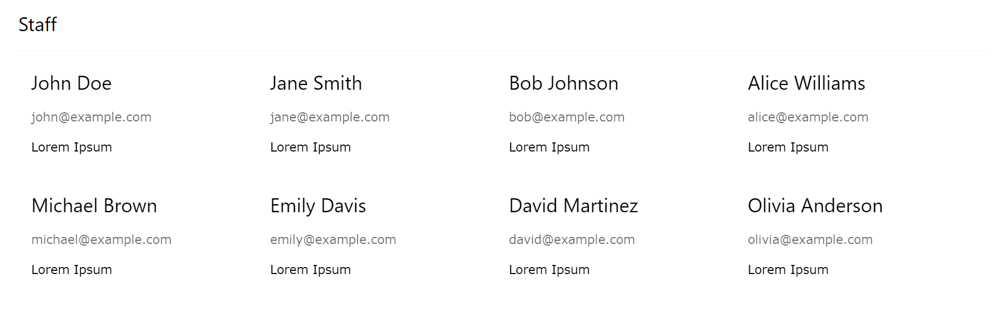 Staff
John Doe
john@example.com
Lorem Ipsum
Jane Smith
jane@example.com
Lorem Ipsum
Bob Johnson
bob@example.com
Lorem Ipsum
Alice Williams
alice@example.com
Lorem Ipsum
Michael Brown
michael@example.com
Lorem Ipsum
Emily Davis
emily@example.com
Lorem Ipsum
David Martinez
david@example.com
Lorem Ipsum
Olivia Anderson
olivia@example.com
Lorem Ipsum